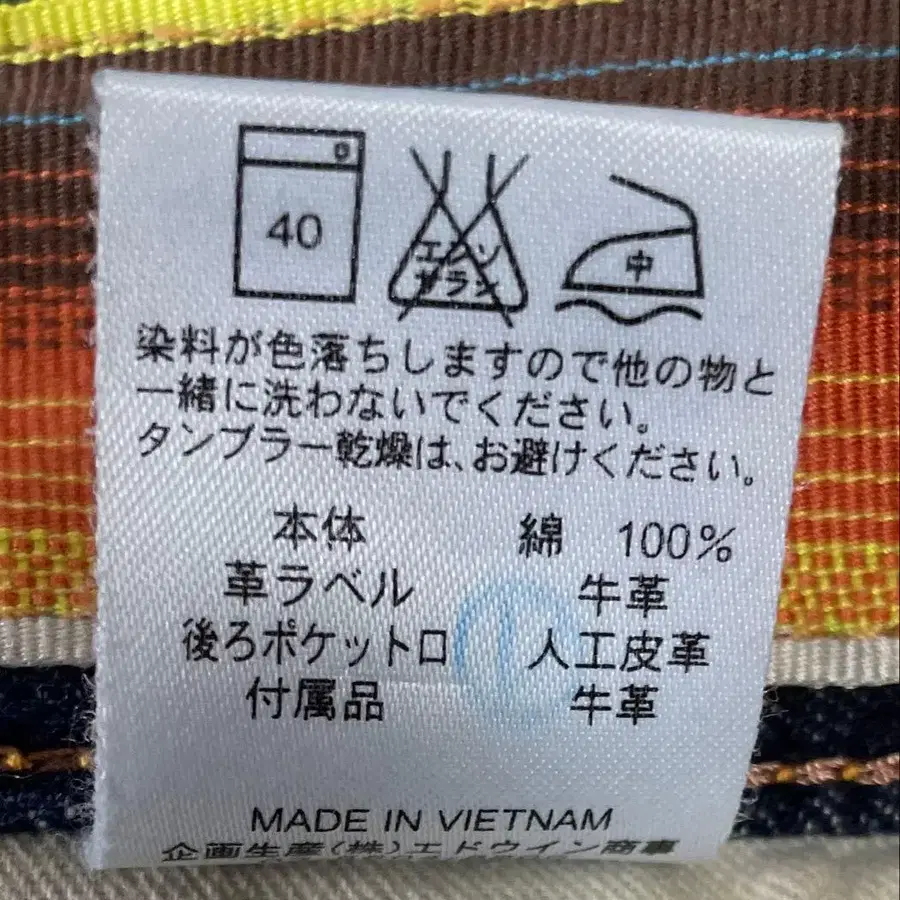 40
エンソ
サラシ
中
染料が色落ちしますので他の物と
一緒に洗わないでください。
タンブラー乾燥は、お避けください。
本体 綿 100%
革ラベル 牛革
後ろポケット口 人工皮革
付属品 牛革
MADE IN VIETNAM
企画生産(株)エドウイン商事